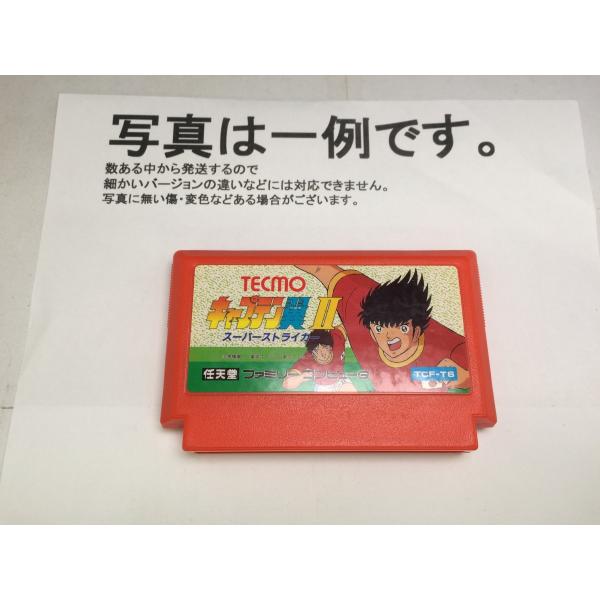 写真は一例です。
数ある中から発送するので
細かいバージョンの違いなどには対応できません。
写真に無い傷・変色などある場合がございます。
TECMO
キャプテン翼II
スーパーストライカー
任天堂 ファミリーコンピュータ
TCF-T6